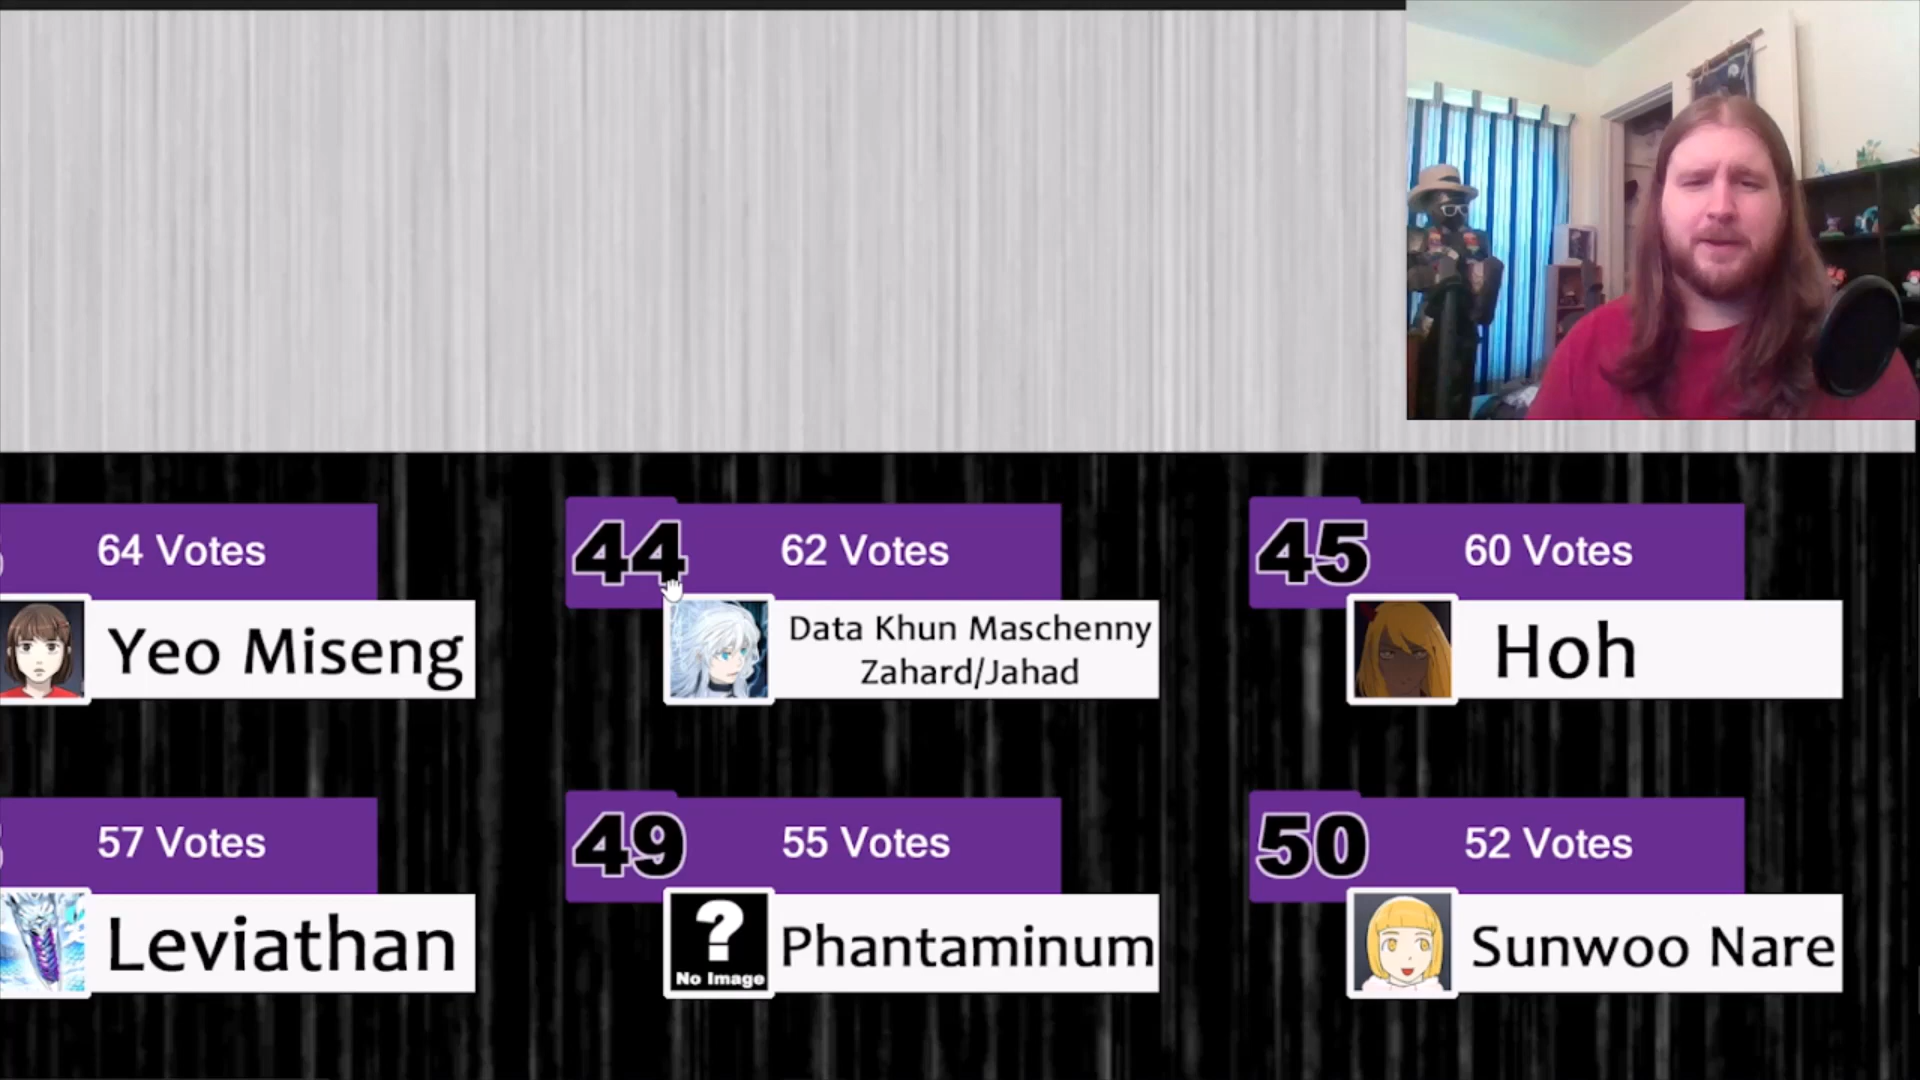 64 Votes
Yeo Miseng
44
62 Votes
Data Khun Maschenny
Zahard/Jahad
45
60 Votes
Hoh
57 Votes
Leviathan
49
55 Votes
No Image
Phantaminum
50
52 Votes
Sunwoo Nare